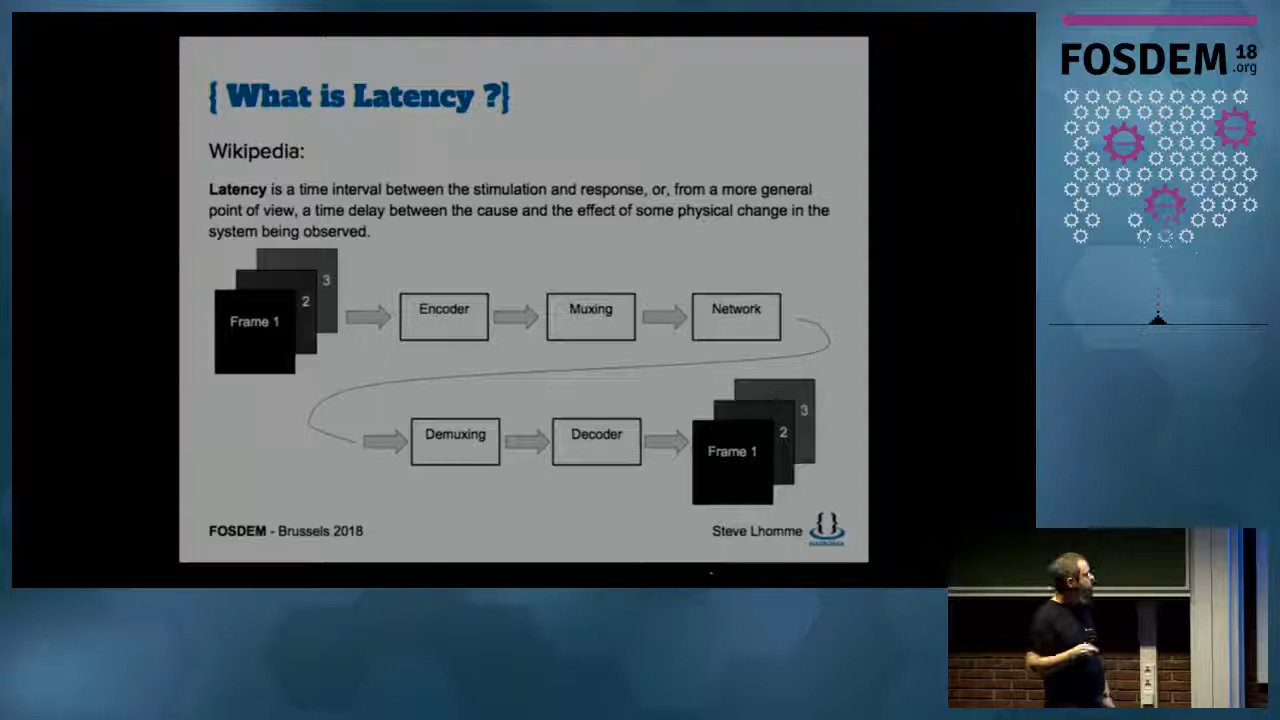 { What is Latency ?}
Wikipedia:
Latency is a time interval between the stimulation and response, or, from a more general
point of view, a time delay between the cause and the effect of some physical change in the
system being observed.
3
2
Frame 1
Encoder
Muxing
Network
Demuxing
Decoder
3
2
Frame 1
FOSDEM - Brussels 2018
Steve Lhomme
FOSDEM 18
.org